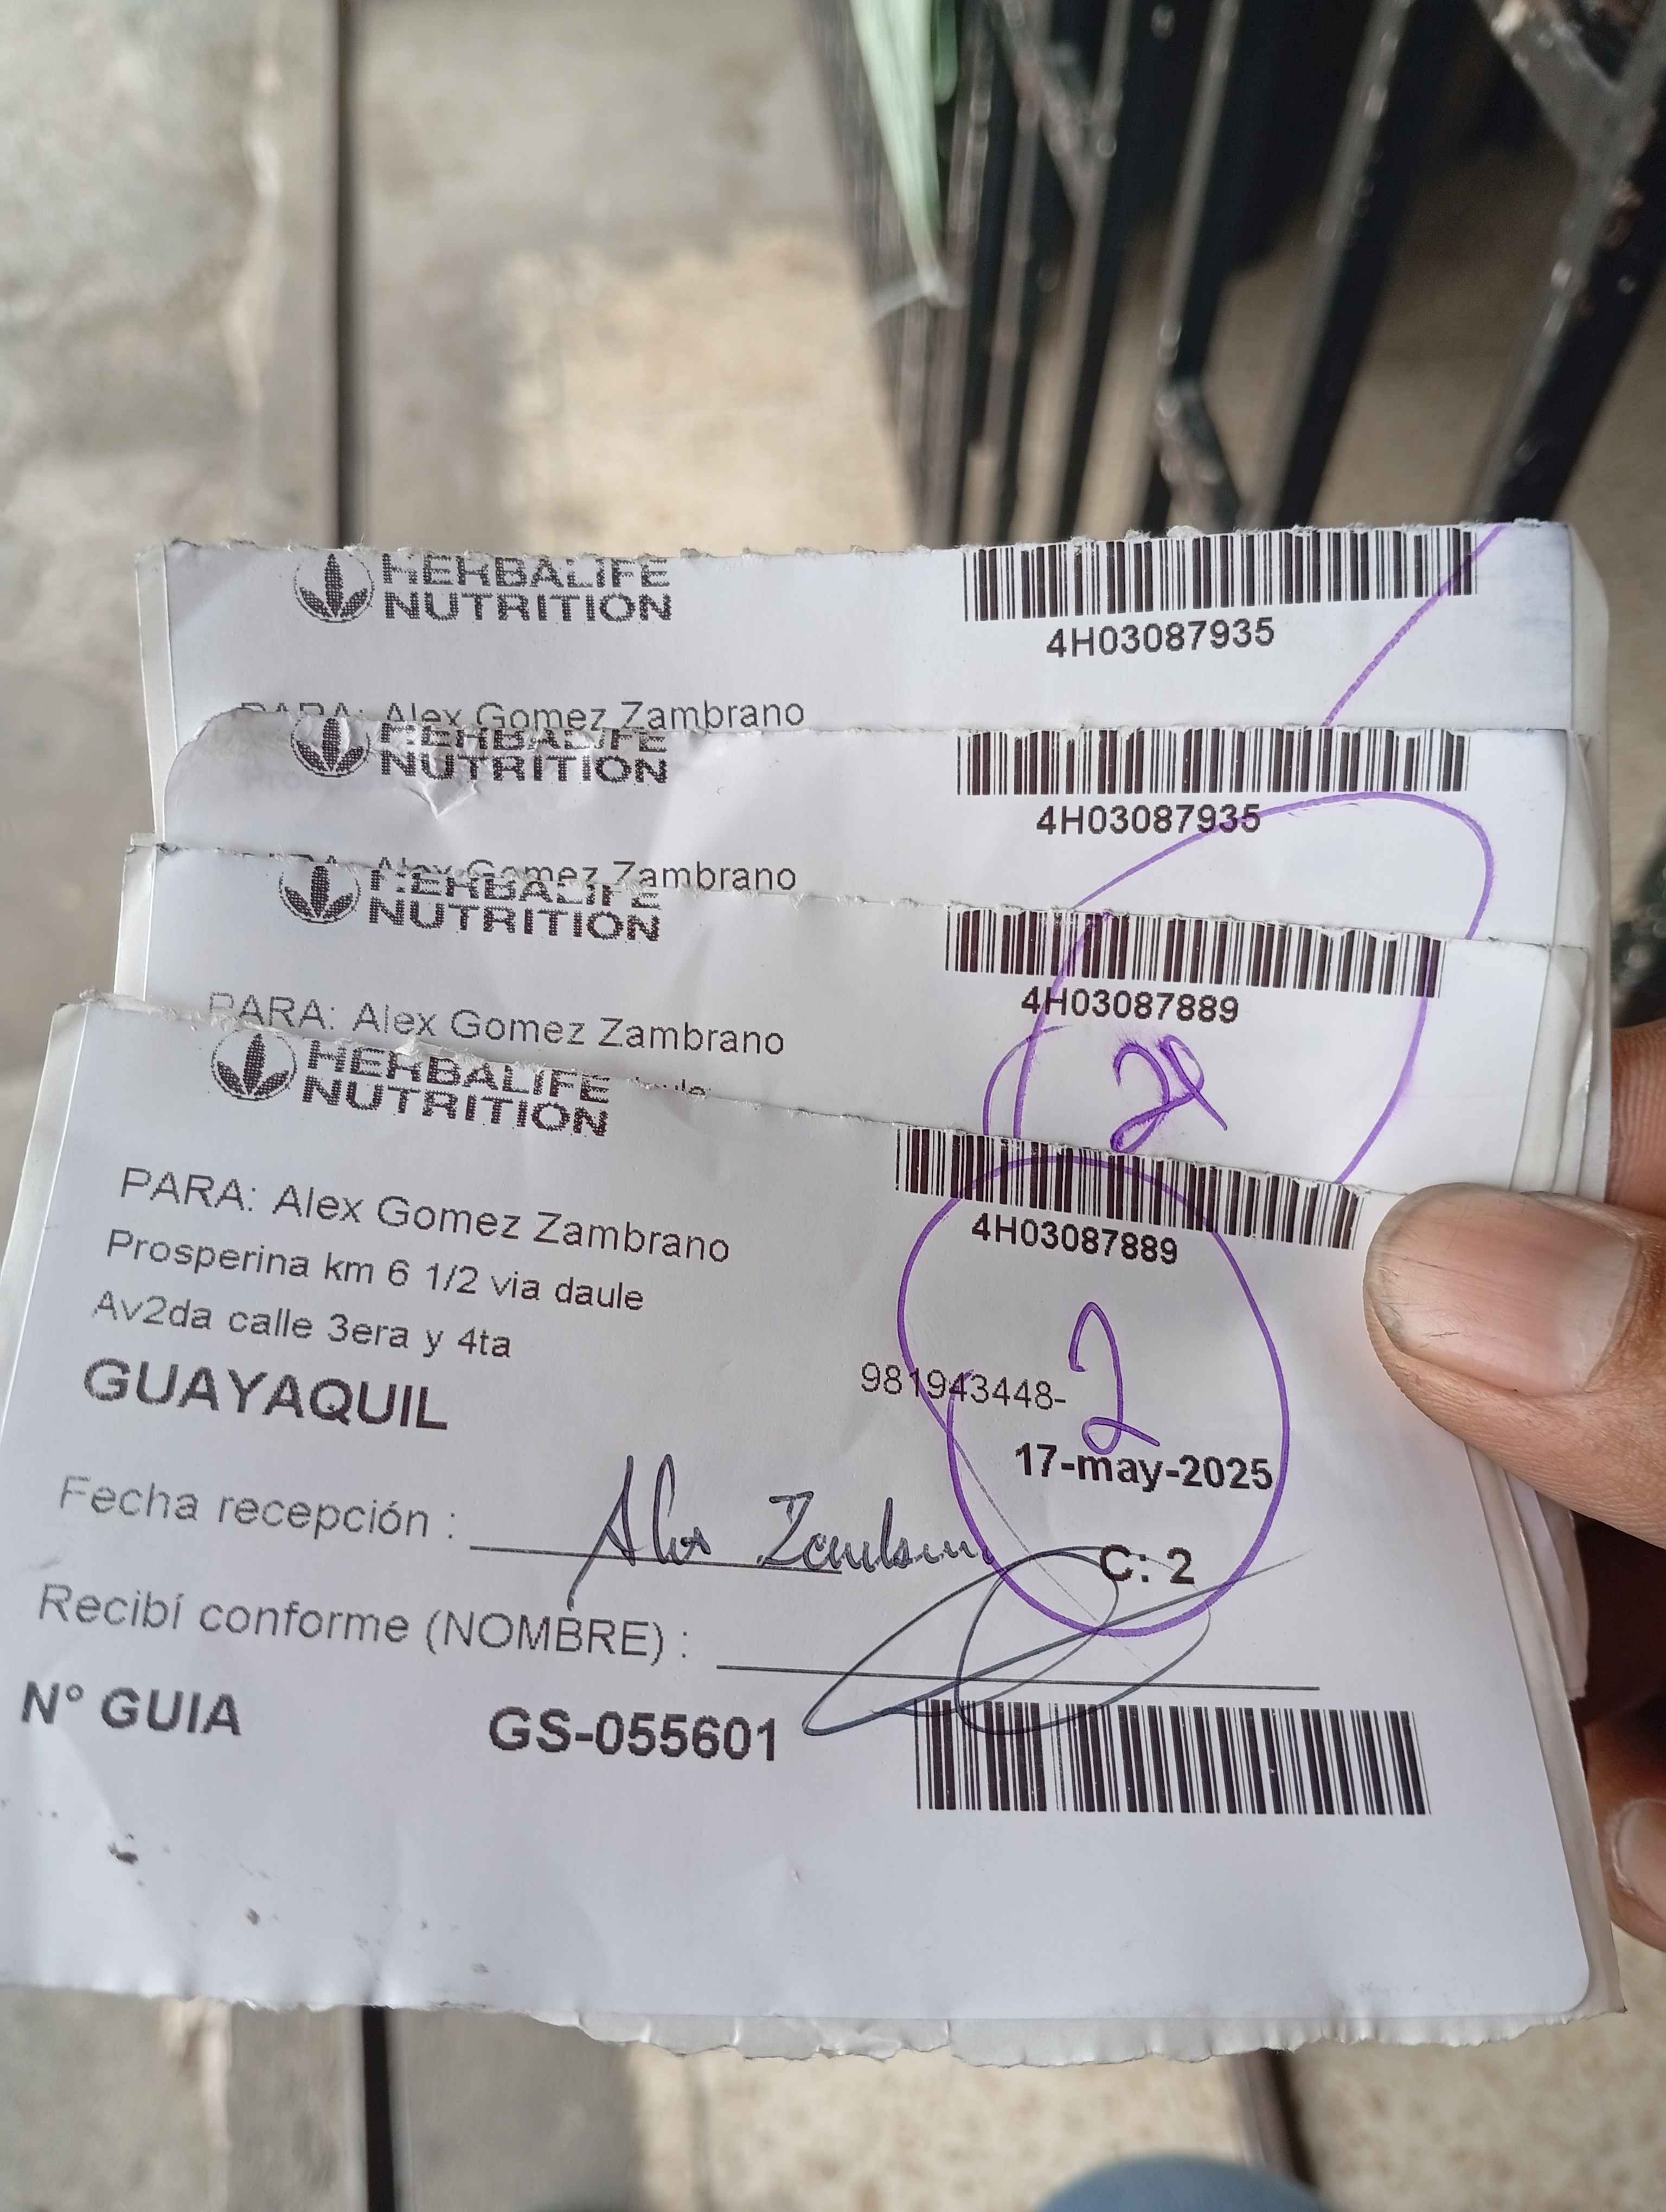 HERBALIFE
NUTRITION
4H03087935
PARA: Alex Gomez Zambrano
HERBALIFE
NUTRITION
4H03087935
Alex Gomez Zambrano
HERBALIFE
NUTRITION
4H03087889
PARA: Alex Gomez Zambrano
HERBALIFE
NUTRITION
4H03087889
PARA: Alex Gomez Zambrano
Prosperina km 6 1/2 via daule
Av2da calle 3era y 4ta
GUAYAQUIL
981943448-
2
17-may-2025
C: 2
Fecha recepción :
Alex
Recibí conforme (NOMBRE) :
N° GUIA GS-055601